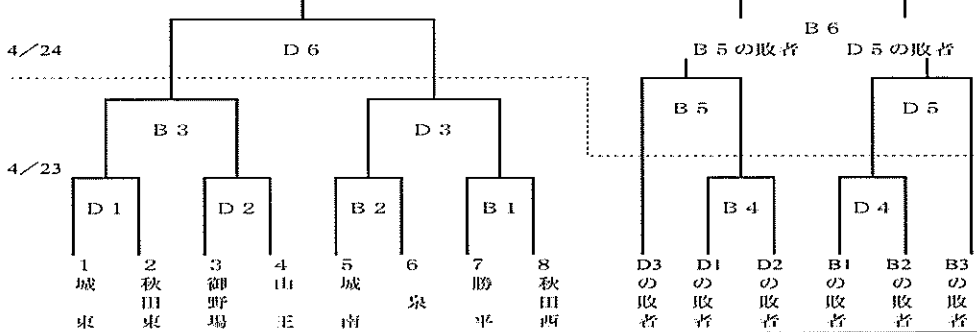 B 6
4/24
D 6
B 5 の敗者
D 5 の敗者
B 5
D 5
B 3
D 3
4/23
D 1
D 2
B 2
B 1
B 4
D 4
1 城東
2 秋田東
3 御野場
4 山王
5 城南
6 泉
7 勝平
8 秋田西
D3の敗者
D1の敗者
D2の敗者
B1の敗者
B2の敗者
B3の敗者